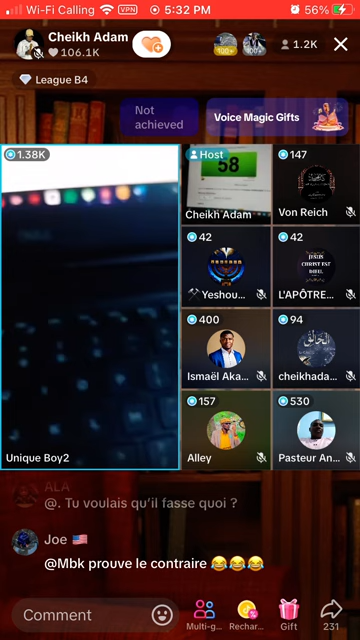 Wi-Fi Calling VPN 5:32 PM 56%
Cheikh Adam
106.1K
100+
1.2K
League B4
Not
achieved
Voice Magic Gifts
1.38K
Host
58
Cheikh Adam
147
Von Reich
42
Yeshou...
42
JESUS
CHRIST EST
L'APÔTRE...
400
Ismaël Aka...
94
cheikhada...
157
Alley
530
Pasteur An...
Unique Boy2
ALA
@. Tu voulais qu'il fasse quoi ?
Joe 🇺🇸
@Mbk prouve le contraire 😂😂😂
Comment
Multi-g...
Rechar...
Gift
231